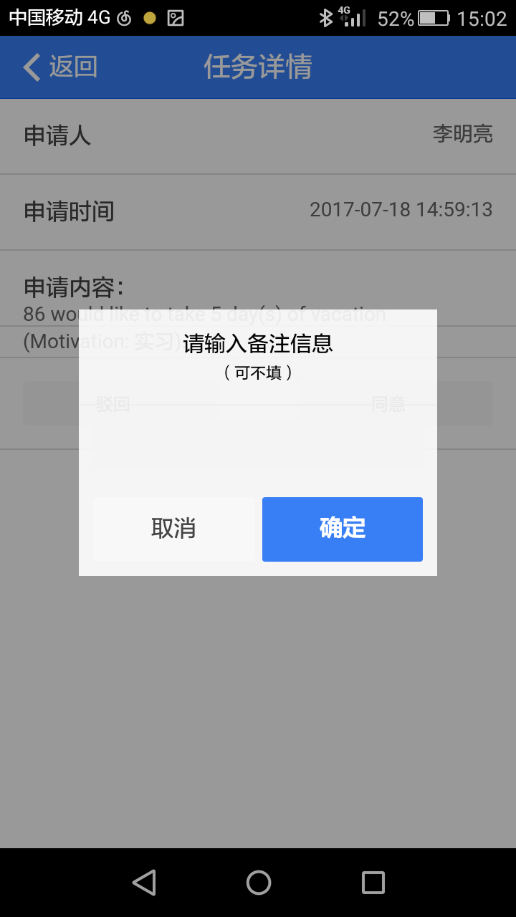 中国移动 4G
4G 52% 15:02
返回 任务详情
申请人 李明亮
申请时间 2017-07-18 14:59:13
申请内容：
86 would like to take 5 day(s) of vacation
(Motivation: 实习)
请输入备注信息
（可不填）
驳回 同意
取消 确定